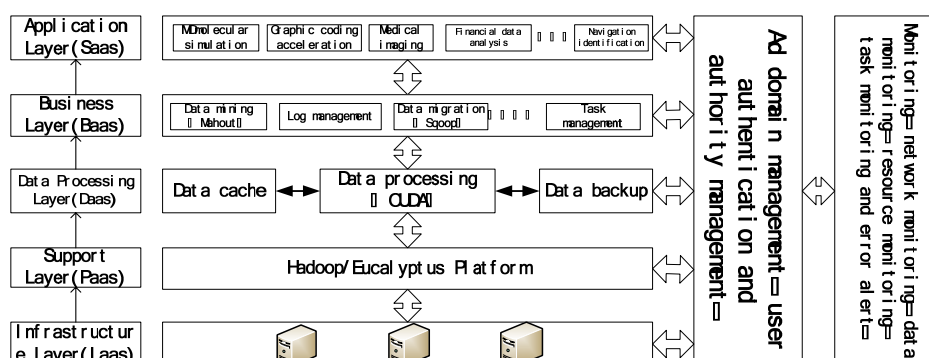 Application
Layer(Saas)
MDmolecular
simulation
Graphic coding
acceleration
Medical
imaging
Financial data
analysis
Navigation
identification
Business
Layer(Baas)
Data mining
Mahout
Log management
Data migration
Sqoop
Task
management
Data Processing
Layer(Daas)
Data cache
Data processing
CUDA
Data backup
Support
Layer(Paas)
Hadoop/Eucalyptus Platform
Infrastructur
e Layer(Iaas)
Ad domain management user
authentication and
authority management
Monitoring network monitoring data
monitoring resource monitoring
task monitoring and error alert